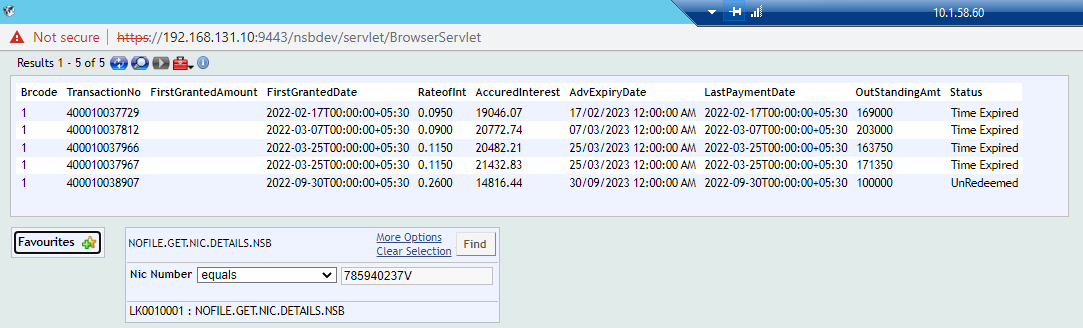 10.1.58.60
Not secure | https://192.168.131.10:9443/nsbdev/servlet/BrowserServlet
Results 1 - 5 of 5
Brcode TransactionNo FirstGrantedAmount FirstGrantedDate RateofInt AccuredInterest AdvExpiryDate LastPaymentDate OutStandingAmt Status
1 400010037729 2022-02-17T00:00:00+05:30 0.0950 19046.07 17/02/2023 12:00:00 AM 2022-02-17T00:00:00+05:30 169000 Time Expired
1 400010037812 2022-03-07T00:00:00+05:30 0.0900 20772.74 07/03/2023 12:00:00 AM 2022-03-07T00:00:00+05:30 203000 Time Expired
1 400010037966 2022-03-25T00:00:00+05:30 0.1150 20482.21 25/03/2023 12:00:00 AM 2022-03-25T00:00:00+05:30 163750 Time Expired
1 400010037967 2022-03-25T00:00:00+05:30 0.1150 21432.83 25/03/2023 12:00:00 AM 2022-03-25T00:00:00+05:30 171350 Time Expired
1 400010038907 2022-09-30T00:00:00+05:30 0.2600 14816.44 30/09/2023 12:00:00 AM 2022-09-30T00:00:00+05:30 100000 UnRedeemed
Favourites
NOFILE.GET.NIC.DETAILS.NSB
More Options
Clear Selection
Find
Nic Number equals 785940237V
LK0010001 : NOFILE.GET.NIC.DETAILS.NSB